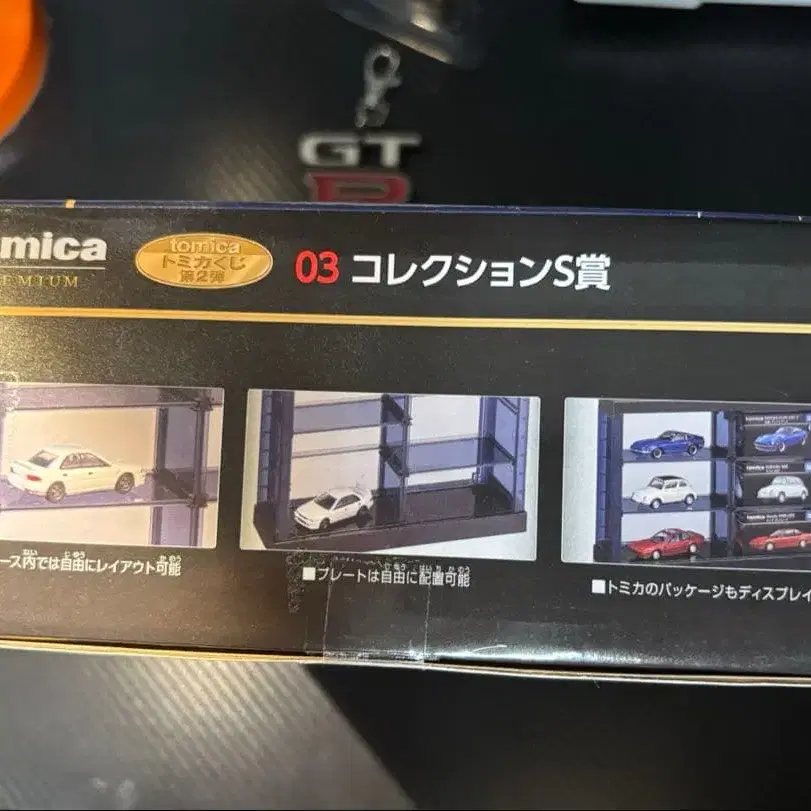 GT
R
mica
EMIUM
tomica
トミカくじ
第2弾
03 コレクションS賞
ース内では自由にレイアウト可能
■プレートは自由に配置可能
■トミカのパッケージもディスプレイ